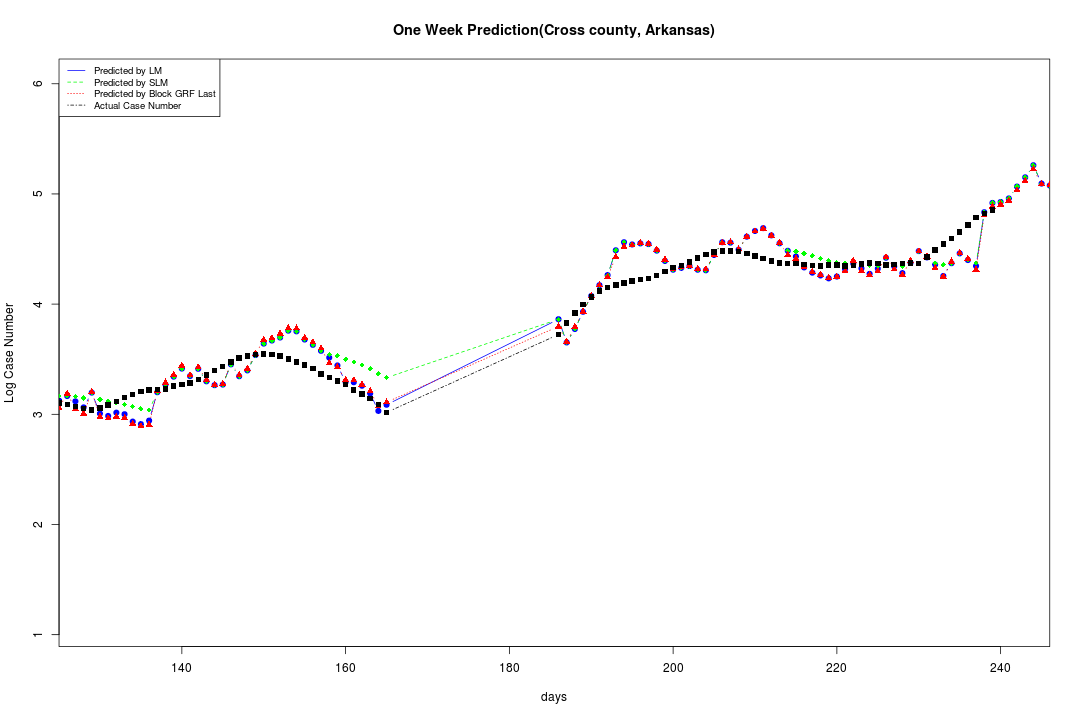 One Week Prediction(Cross county, Arkansas)
Predicted by LM
Predicted by SLM
Predicted by Block GRF Last
Actual Case Number
6
5
4
3
2
1
Log Case Number
140 160 180 200 220 240
days